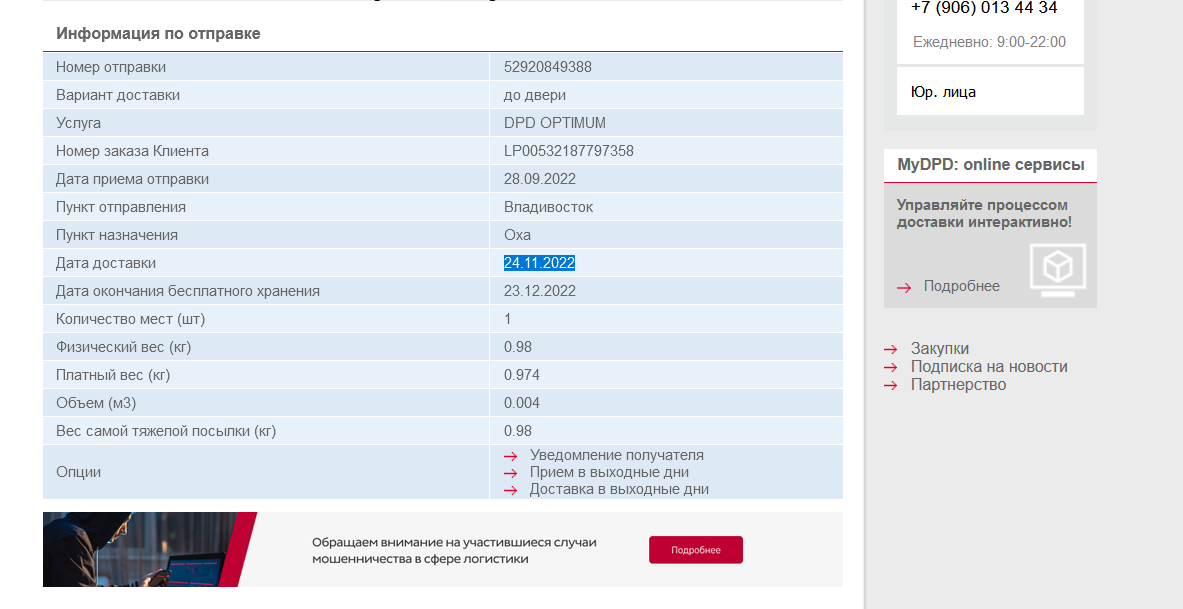 Информация по отправке
Номер отправки 52920849388
Вариант доставки до двери
Услуга DPD OPTIMUM
Номер заказа Клиента LP00532187797358
Дата приема отправки 28.09.2022
Пункт отправления Владивосток
Пункт назначения Оха
Дата доставки 24.11.2022
Дата окончания бесплатного хранения 23.12.2022
Количество мест (шт) 1
Физический вес (кг) 0.98
Платный вес (кг) 0.974
Объем (м3) 0.004
Вес самой тяжелой посылки (кг) 0.98
Опции
Уведомление получателя
Прием в выходные дни
Доставка в выходные дни
Обращаем внимание на участившиеся случаи
мошенничества в сфере логистики
Подробнее
+7 (906) 013 44 34
Ежедневно: 9:00-22:00
Юр. лица
MyDPD: online сервисы
Управляйте процессом
доставки интерактивно!
Подробнее
Закупки
Подписка на новости
Партнерство